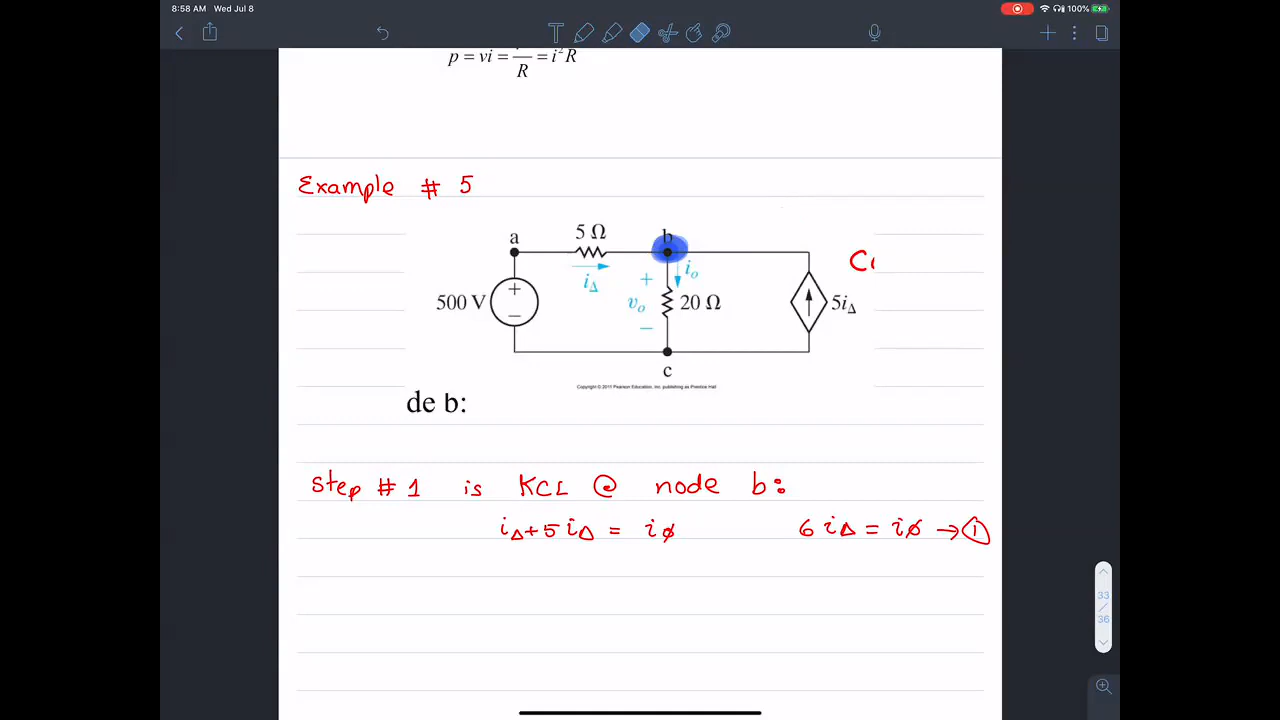 8:58 AM Wed Jul 8
100%
p = vi = — = i²R
R
Example # 5
a
5 Ω
b
iΔ
+
io
500 V
+
−
vo
20 Ω
−
5iΔ
c
Copyright © 2011 Pearson Education, Inc. publishing as Prentice Hall
de b:
Step # 1 is KCL @ node b:
iΔ + 5 iΔ = iø 6 iΔ = iø → 1
33
/
36